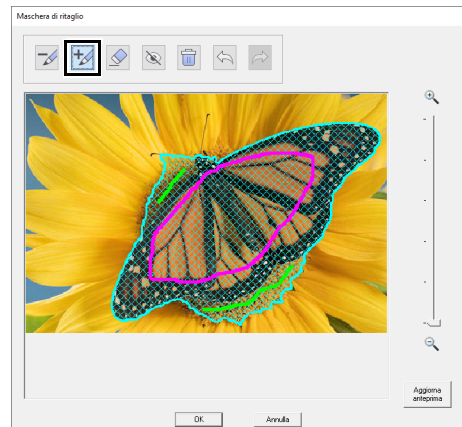 Maschera di ritaglio
Aggiorna
anteprima
OK
Annulla